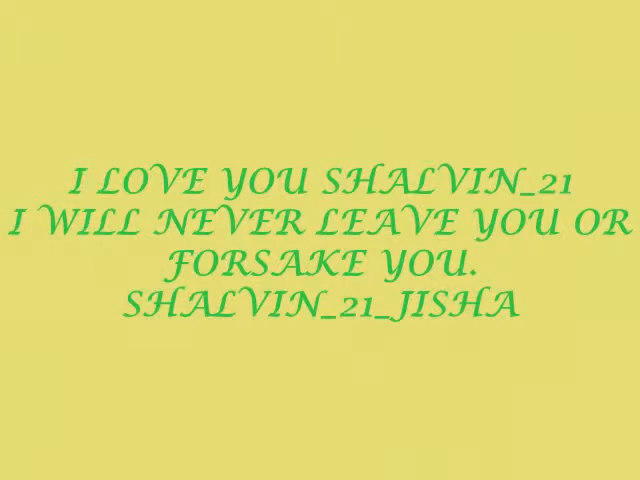 I LOVE YOU SHALVIN_21
I WILL NEVER LEAVE YOU OR
FORSAKE YOU.
SHALVIN_21_JISHA